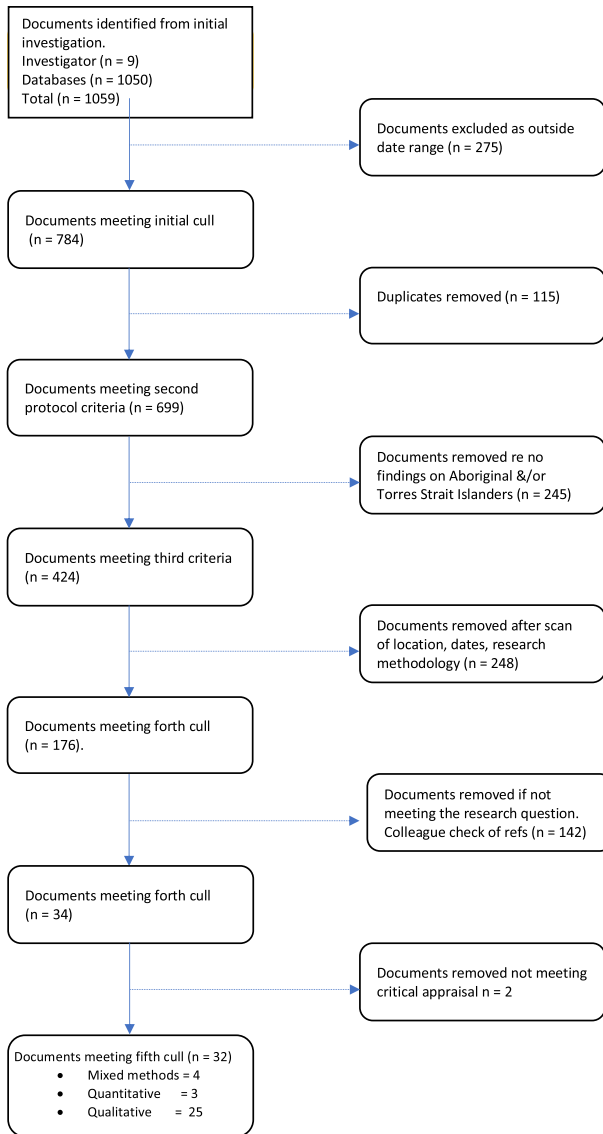 Documents identified from initial
investigation.
Investigator (n = 9)
Databases (n = 1050)
Total (n = 1059)
Documents excluded as outside
date range (n = 275)
Documents meeting initial cull
(n = 784)
Duplicates removed (n = 115)
Documents meeting second
protocol criteria (n = 699)
Documents removed re no
findings on Aboriginal &/or
Torres Strait Islanders (n = 245)
Documents meeting third criteria
(n = 424)
Documents removed after scan
of location, dates, research
methodology (n = 248)
Documents meeting forth cull
(n = 176).
Documents removed if not
meeting the research question.
Colleague check of refs (n = 142)
Documents meeting forth cull
(n = 34)
Documents removed not meeting
critical appraisal n = 2
Documents meeting fifth cull (n = 32)
• Mixed methods = 4
• Quantitative = 3
• Qualitative = 25